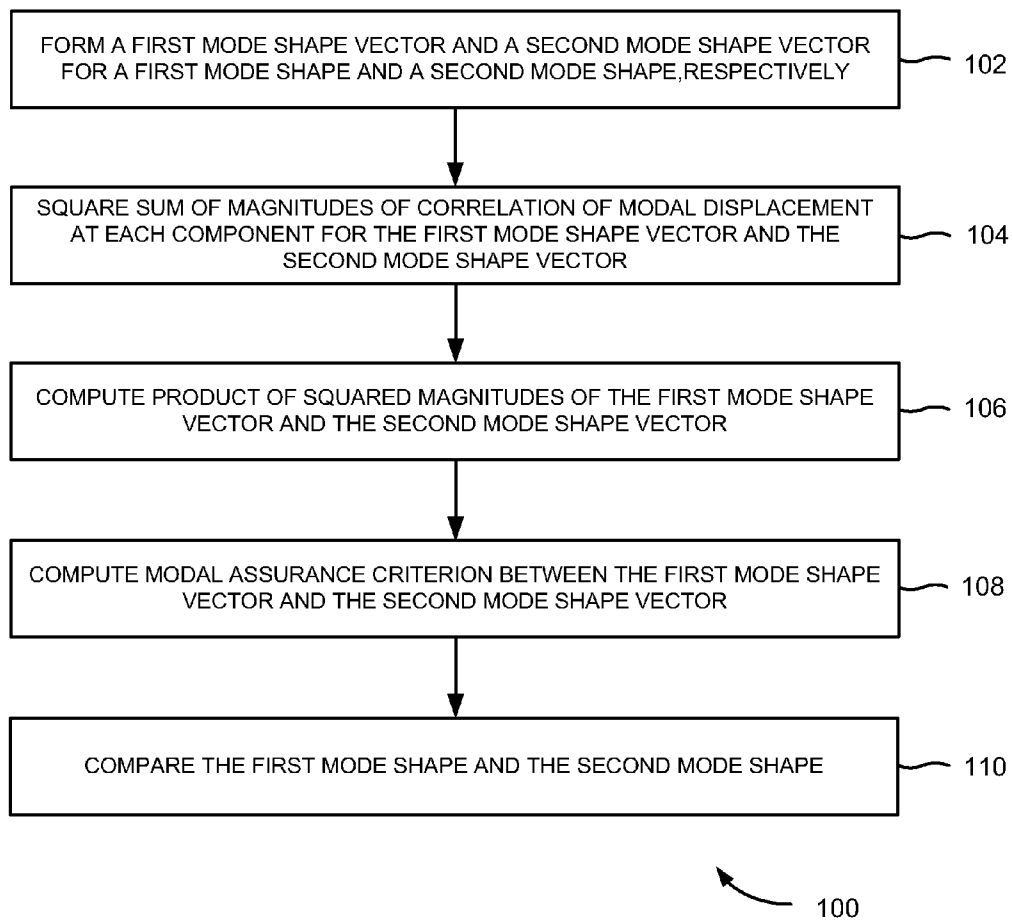 FORM A FIRST MODE SHAPE VECTOR AND A SECOND MODE SHAPE VECTOR
FOR A FIRST MODE SHAPE AND A SECOND MODE SHAPE,RESPECTIVELY
102
SQUARE SUM OF MAGNITUDES OF CORRELATION OF MODAL DISPLACEMENT
AT EACH COMPONENT FOR THE FIRST MODE SHAPE VECTOR AND THE
SECOND MODE SHAPE VECTOR
104
COMPUTE PRODUCT OF SQUARED MAGNITUDES OF THE FIRST MODE SHAPE
VECTOR AND THE SECOND MODE SHAPE VECTOR
106
COMPUTE MODAL ASSURANCE CRITERION BETWEEN THE FIRST MODE SHAPE
VECTOR AND THE SECOND MODE SHAPE VECTOR
108
COMPARE THE FIRST MODE SHAPE AND THE SECOND MODE SHAPE
110
100